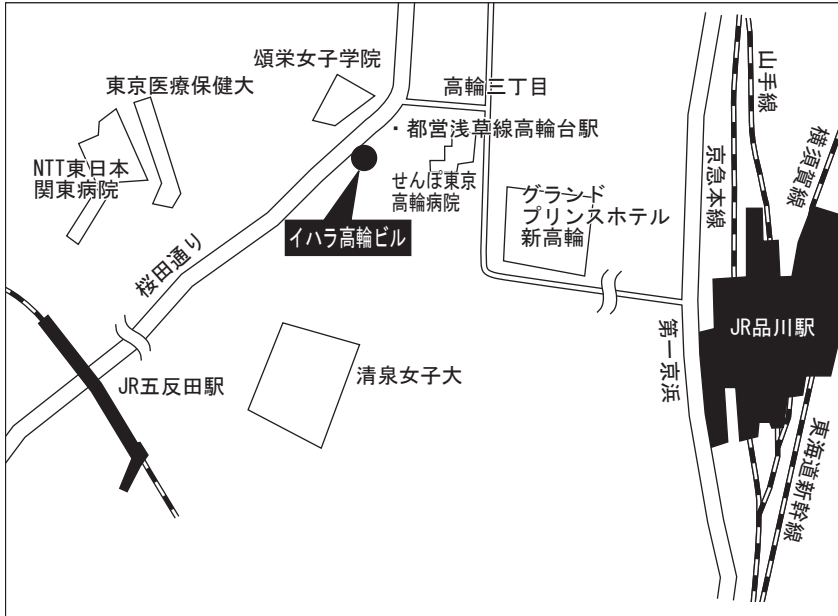 頌栄女子学院
東京医療保健大
高輪三丁目
・都営浅草線高輪台駅
NTT東日本
関東病院
せんぽ東京
高輪病院
グランド
プリンスホテル
新高輪
イハラ高輪ビル
桜田通り
山手線
京急本線
横須賀線
JR品川駅
第一京浜
JR五反田駅
清泉女子大
東海道新幹線